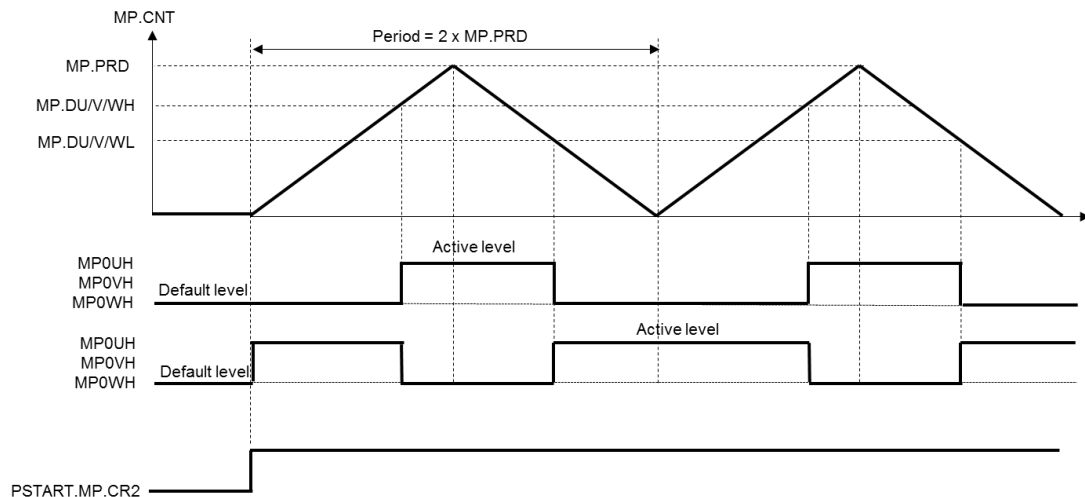 MP.CNT
Period = 2 x MP.PRD
MP.PRD
MP.DU/V/WH
MP.DU/V/WL
Active level
MP0UH
MP0VH
MP0WH
Default level
Active level
MP0UH
MP0VH
MP0WH
Default level
PSTART.MP.CR2